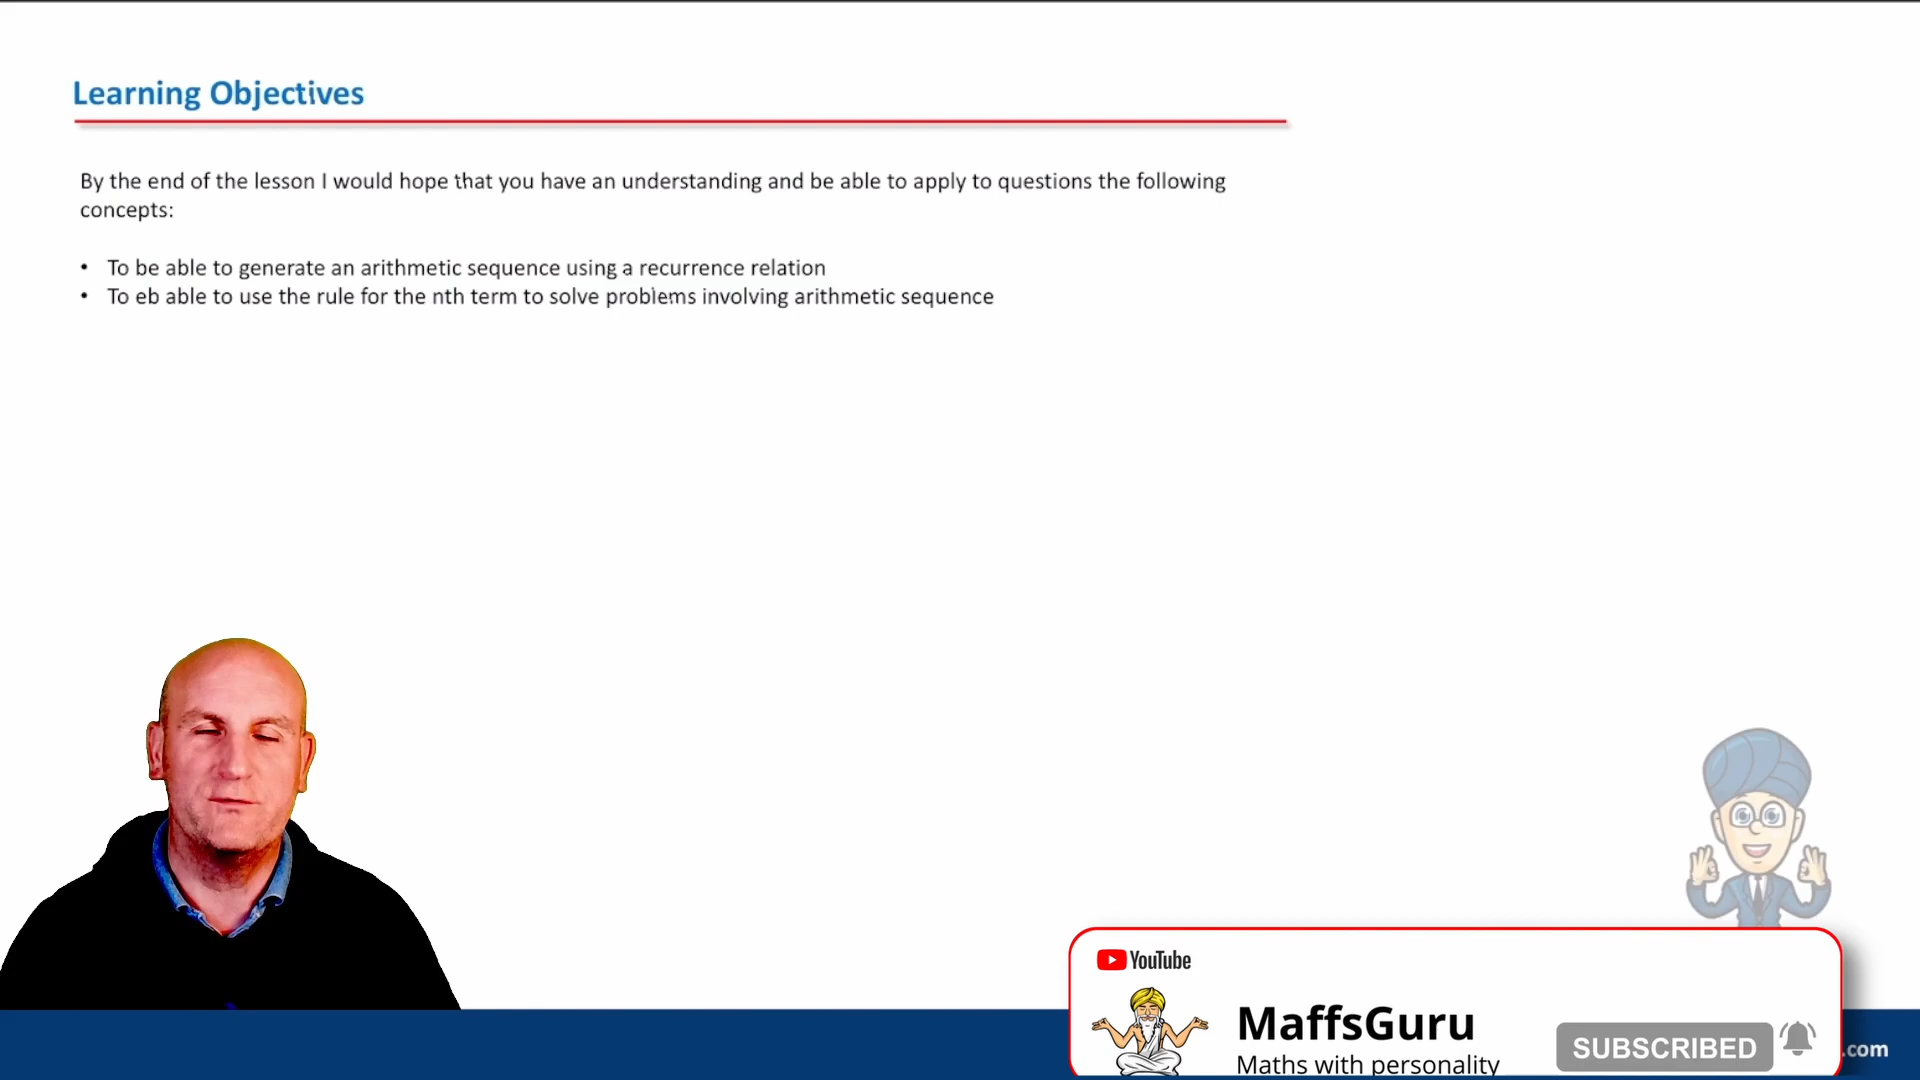 Learning Objectives
By the end of the lesson I would hope that you have an understanding and be able to apply to questions the following
concepts:
• To be able to generate an arithmetic sequence using a recurrence relation
• To eb able to use the rule for the nth term to solve problems involving arithmetic sequence
YouTube
MaffsGuru
Maths with personality
SUBSCRIBED
.com